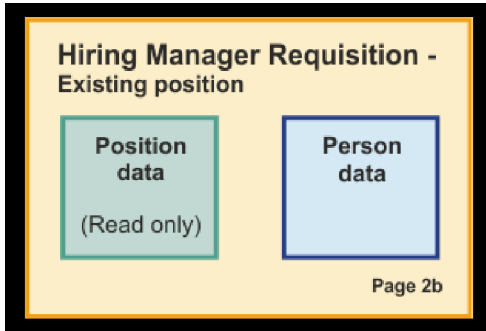 Hiring Manager Requisition -
Existing position
Position
data
(Read only)
Person
data
Page 2b